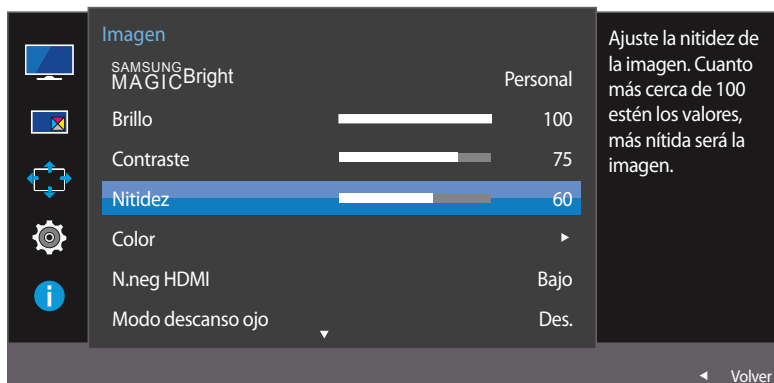 Imagen
SAMSUNG
MAGICBright Personal
Brillo 100
Contraste 75
Nitidez 60
Color
N.neg HDMI Bajo
Modo descanso ojo Des.
Ajuste la nitidez de
la imagen. Cuanto
más cerca de 100
estén los valores,
más nítida será la
imagen.
Volver